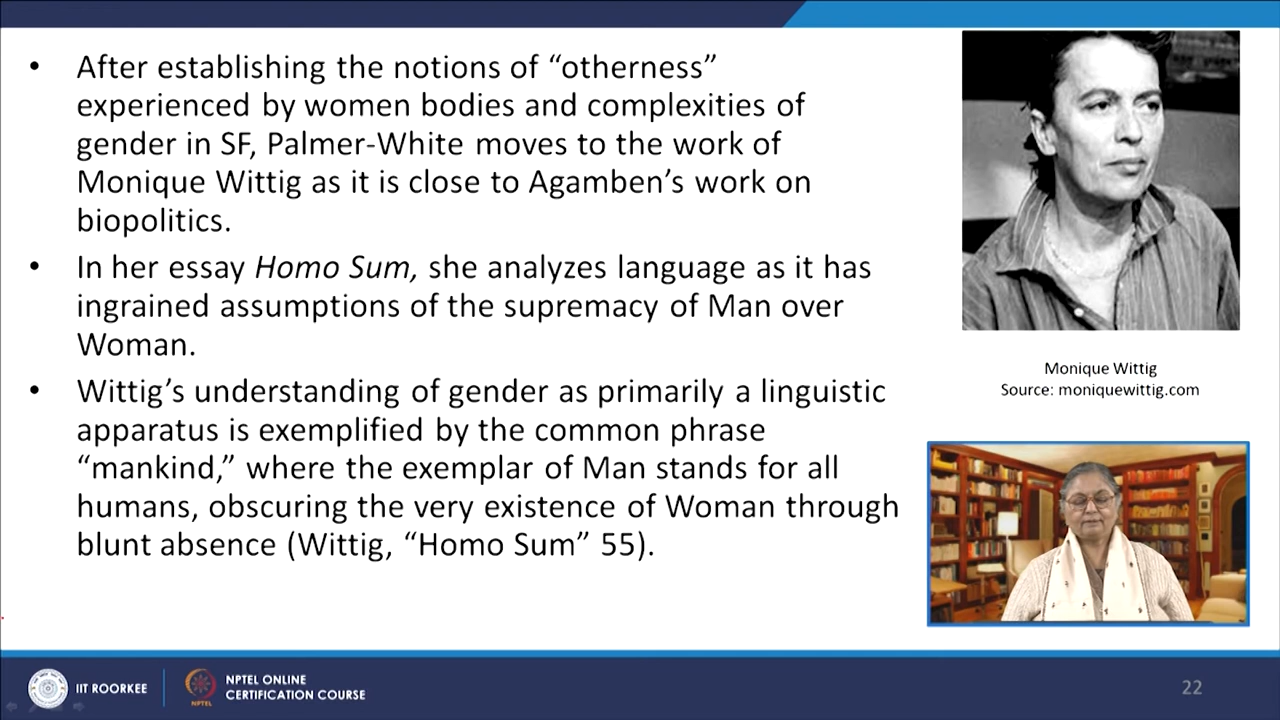 • After establishing the notions of “otherness”
experienced by women bodies and complexities of
gender in SF, Palmer-White moves to the work of
Monique Wittig as it is close to Agamben’s work on
biopolitics.
• In her essay Homo Sum, she analyzes language as it has
ingrained assumptions of the supremacy of Man over
Woman.
• Wittig’s understanding of gender as primarily a linguistic
apparatus is exemplified by the common phrase
“mankind,” where the exemplar of Man stands for all
humans, obscuring the very existence of Woman through
blunt absence (Wittig, “Homo Sum” 55).
Monique Wittig
Source: moniquewittig.com
IIT ROORKEE
NPTEL
NPTEL ONLINE
CERTIFICATION COURSE
22